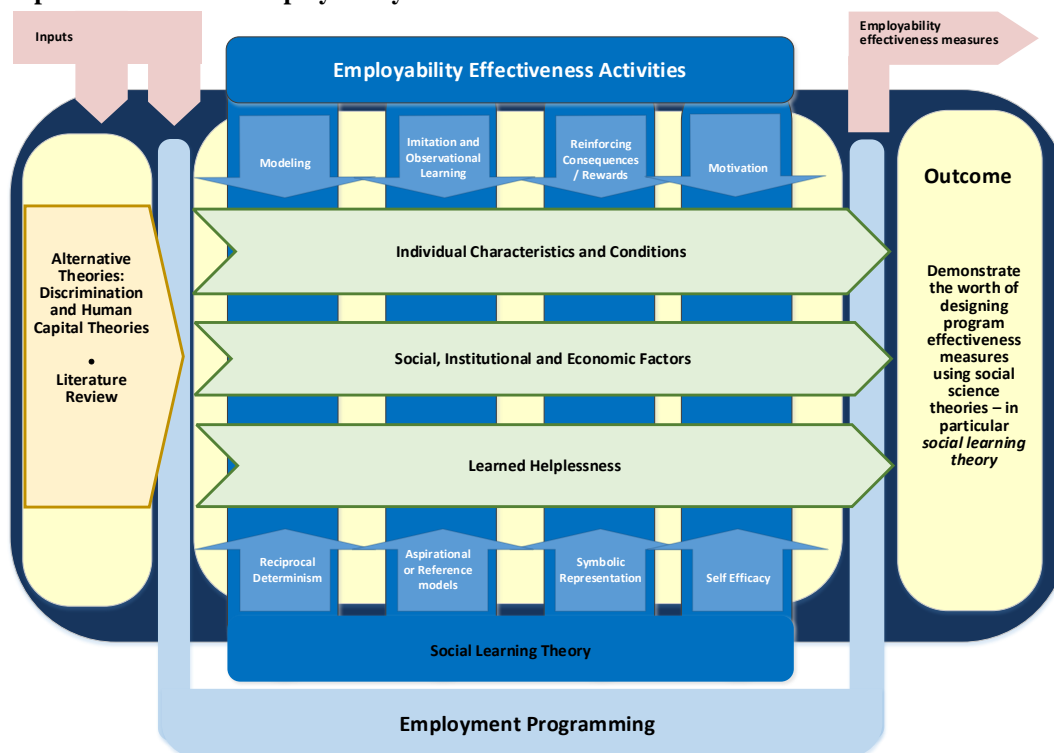 Inputs
Employability
effectiveness measures
Employability Effectiveness Activities
Modeling
Imitation and
Observational
Learning
Reinforcing
Consequences
/ Rewards
Motivation
Outcome
Alternative
Theories:
Discrimination
and Human
Capital Theories
•
Literature
Review
Individual Characteristics and Conditions
Social, Institutional and Economic Factors
Learned Helplessness
Demonstrate
the worth of
designing
program
effectiveness
measures
using social
science
theories – in
particular
social learning
theory
Reciprocal
Determinism
Aspirational
or Reference
models
Symbolic
Representation
Self Efficacy
Social Learning Theory
Employment Programming